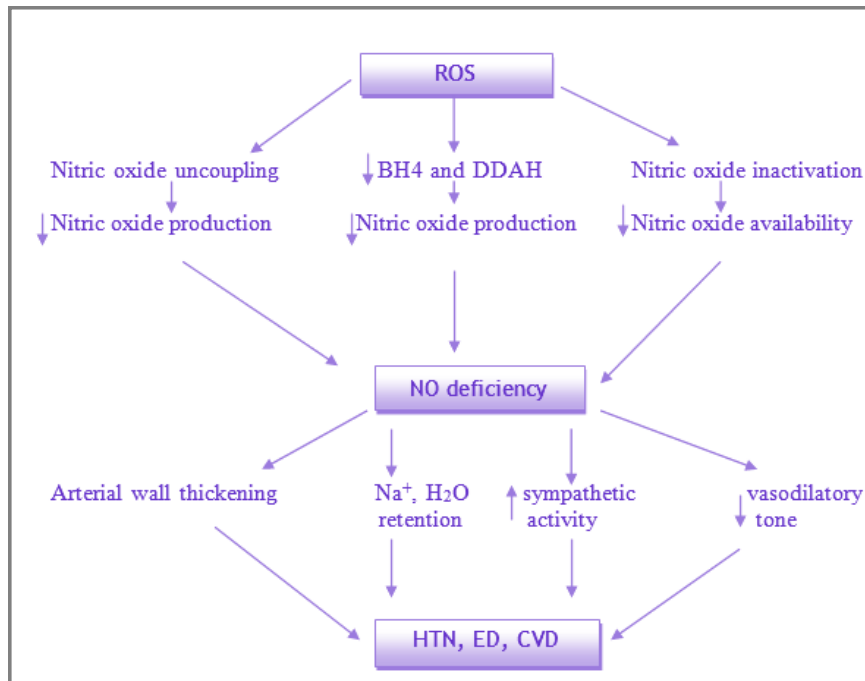 ROS
Nitric oxide uncoupling
↓ BH4 and DDAH
Nitric oxide inactivation
↓ Nitric oxide production
↓ Nitric oxide production
↓ Nitric oxide availability
NO deficiency
Arterial wall thickening
Na⁺, H₂O
retention
↑ sympathetic
activity
↓ vasodilatory
tone
HTN, ED, CVD